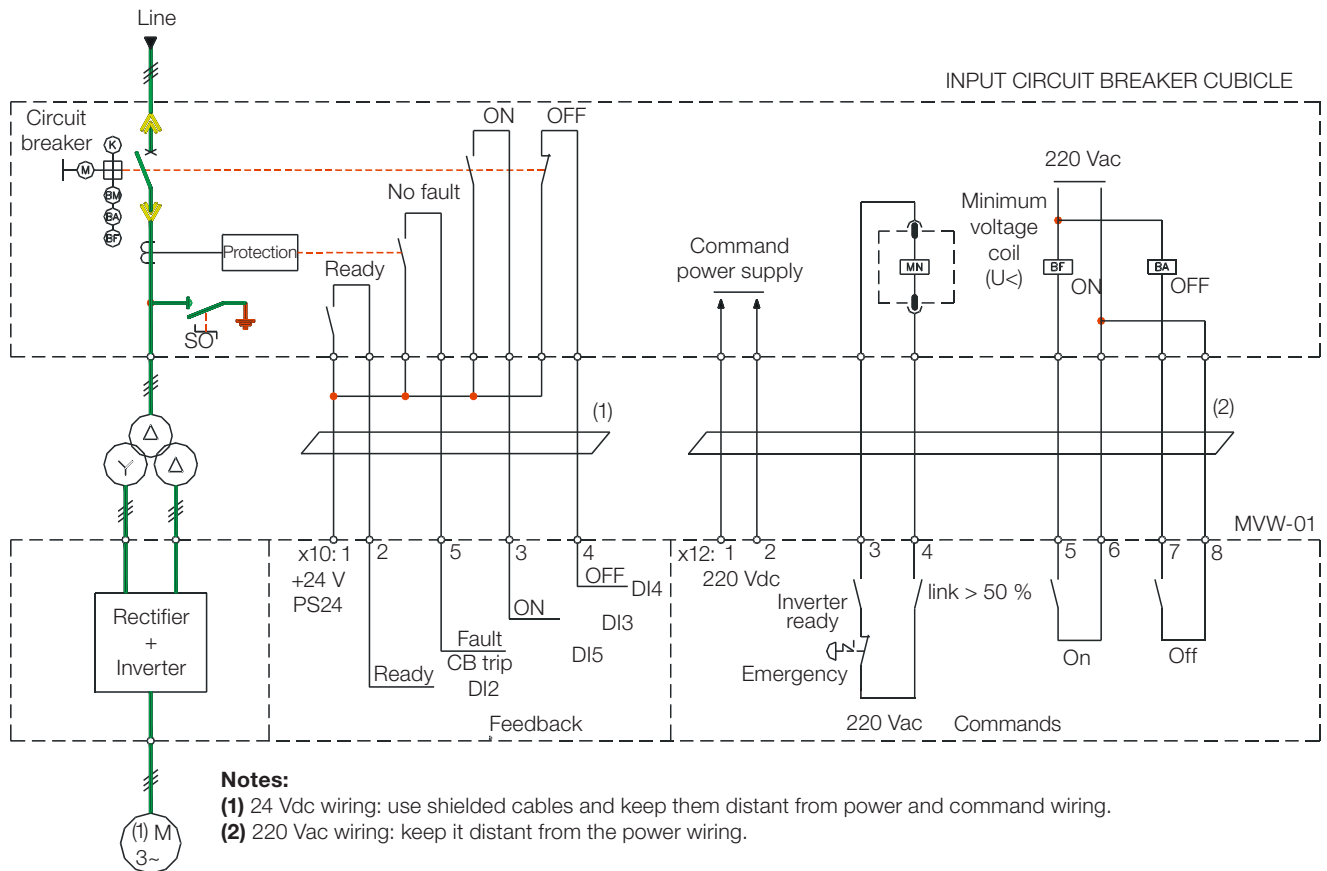 Line
INPUT CIRCUIT BREAKER CUBICLE
Circuit
breaker
K
M
BM
BA
BF
ON
OFF
No fault
Protection
Ready
SO
Command
power supply
MN
220 Vac
Minimum
voltage
coil
(U<)
BF
ON
BA
OFF
(1)
(2)
Δ
Y
Δ
MVW-01
x10: 1
2
5
3
4
+24 V
PS24
OFF
DI4
ON
DI3
DI5
Fault
CB trip
DI2
Ready
Feedback
x12: 1
2
3
4
5
6
7
8
220 Vdc
Inverter
ready
link > 50 %
Emergency
On
Off
220 Vac
Commands
Rectifier
+
Inverter
(1) M
3~
Notes:
(1) 24 Vdc wiring: use shielded cables and keep them distant from power and command wiring.
(2) 220 Vac wiring: keep it distant from the power wiring.